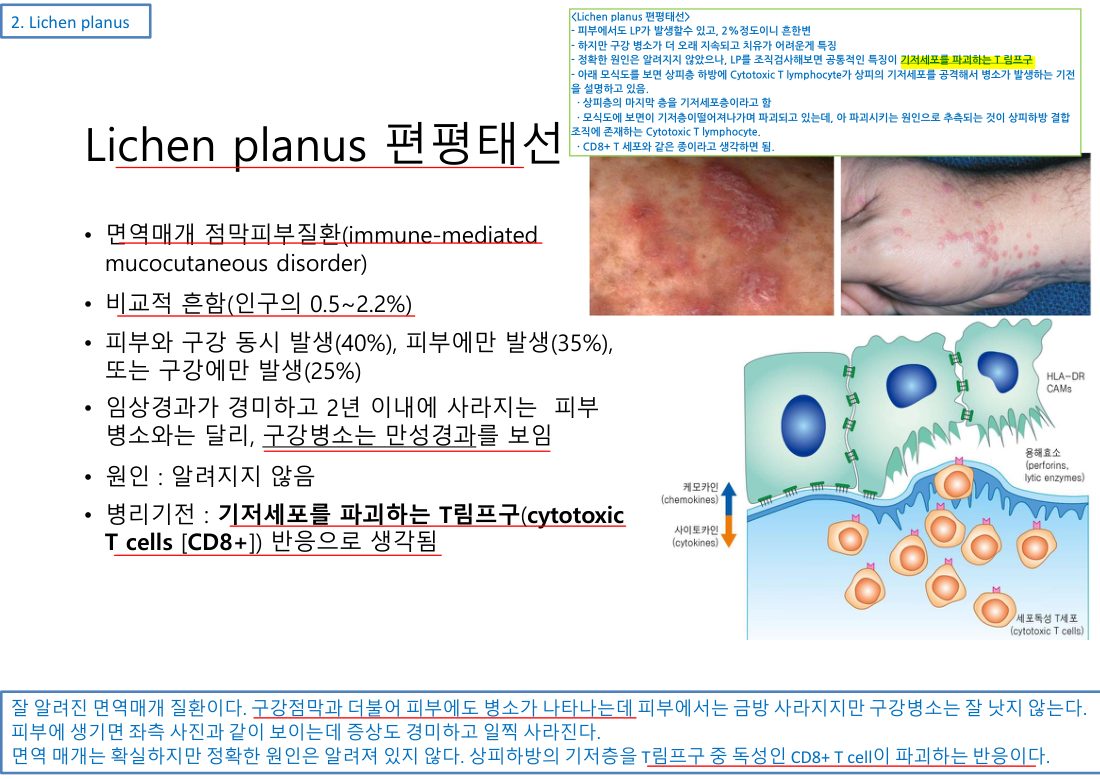 2. Lichen planus
<Lichen planus 편평태선>
- 피부에서도 LP가 발생할수 있고, 2%정도이니 흔한변
- 하지만 구강 병소가 더 오래 지속되고 치유가 어려운게 특징
- 정확한 원인은 알려지지 않았으나, LP를 조직검사해보면 공통적인 특징이 기저세포를 파괴하는 T 림프구
- 아래 모식도를 보면 상피층 하방에 Cytotoxic T lymphocyte가 상피의 기저세포를 공격해서 병소가 발생하는 기전
을 설명하고 있음.
· 상피층의 마지막 층을 기저세포층이라고 함
· 모식도에 보면이 기저층이떨어져나가며 파괴되고 있는데, 아 파괴시키는 원인으로 추측되는 것이 상피하방 결합
조직에 존재하는 Cytotoxic T lymphocyte.
· CD8+ T 세포와 같은 종이라고 생각하면 됨.
Lichen planus 편평태선
• 면역매개 점막피부질환(immune-mediated
mucocutaneous disorder)
• 비교적 흔함(인구의 0.5~2.2%)
• 피부와 구강 동시 발생(40%), 피부에만 발생(35%),
또는 구강에만 발생(25%)
• 임상경과가 경미하고 2년 이내에 사라지는 피부
병소와는 달리, 구강병소는 만성경과를 보임
• 원인 : 알려지지 않음
• 병리기전 : 기저세포를 파괴하는 T림프구(cytotoxic
T cells [CD8+]) 반응으로 생각됨
HLA-DR
CAMs
용해효소
(perforins,
lytic enzymes)
케모카인
(chemokines)
사이토카인
(cytokines)
세포독성 T세포
(cytotoxic T cells)
잘 알려진 면역매개 질환이다. 구강점막과 더불어 피부에도 병소가 나타나는데 피부에서는 금방 사라지지만 구강병소는 잘 낫지 않는다.
피부에 생기면 좌측 사진과 같이 보이는데 증상도 경미하고 일찍 사라진다.
면역 매개는 확실하지만 정확한 원인은 알려져 있지 않다. 상피하방의 기저층을 T림프구 중 독성인 CD8+ T cell이 파괴하는 반응이다.